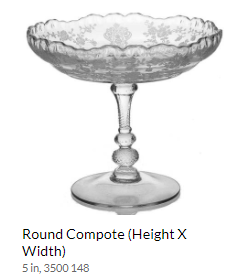 Round Compote (Height X
Width)
5 in, 3500 148